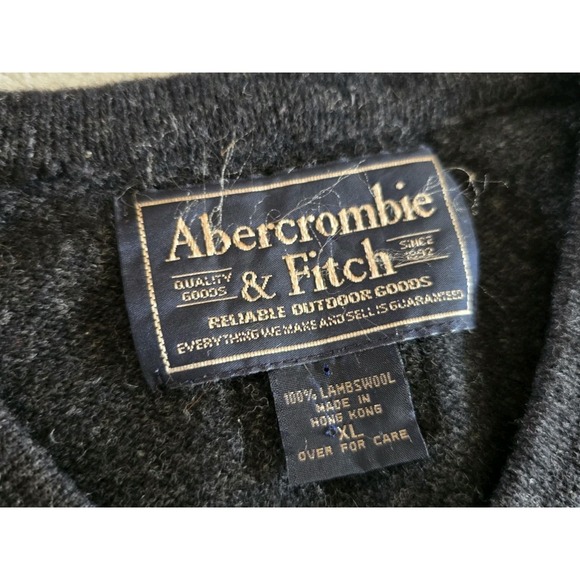 Abercrombie
QUALITY GOODS & Fitch SINCE 1892
RELIABLE OUTDOOR GOODS
EVERYTHING WE MAKE AND SELL IS GUARANTEED
100% LAMBSWOOL
MADE IN
HONG KONG
XL
OVER FOR CARE